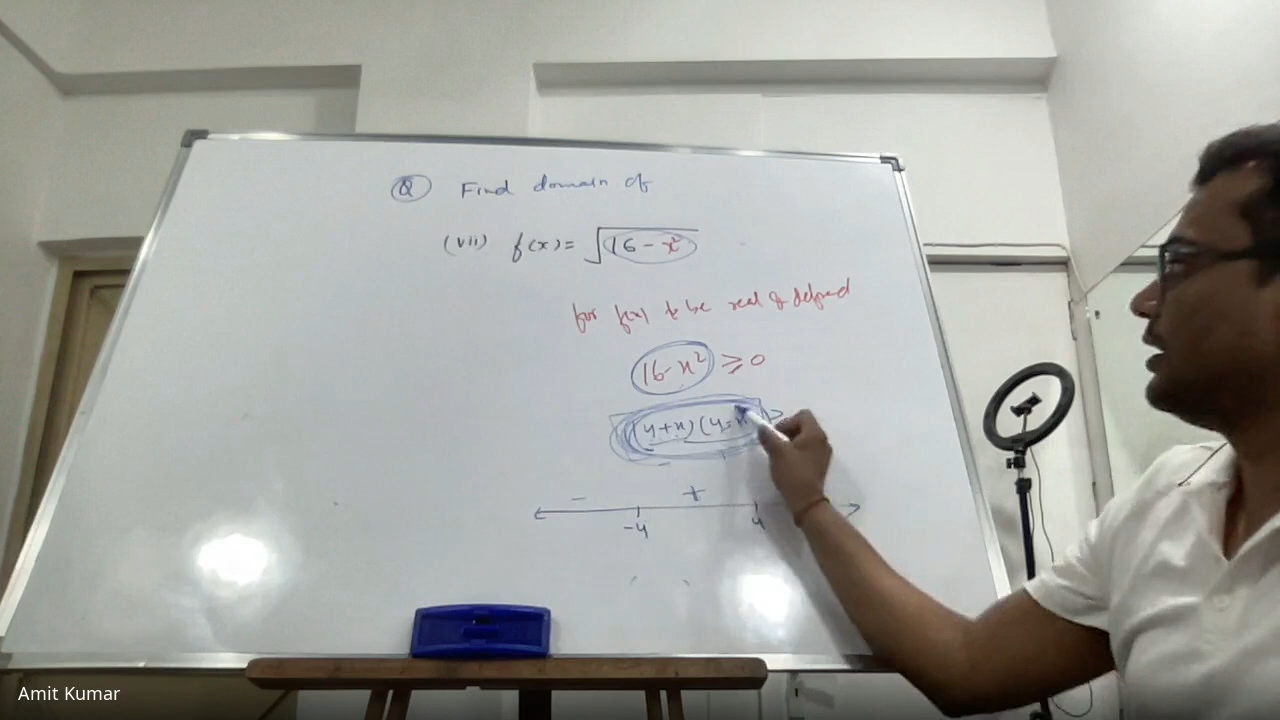 Q Find domain of
(vii) f(x) = √16 - x²
for f(x) to be real & defined
16 - x² ≥ 0
(4+x)(4-x
- +
-4 4
Amit Kumar